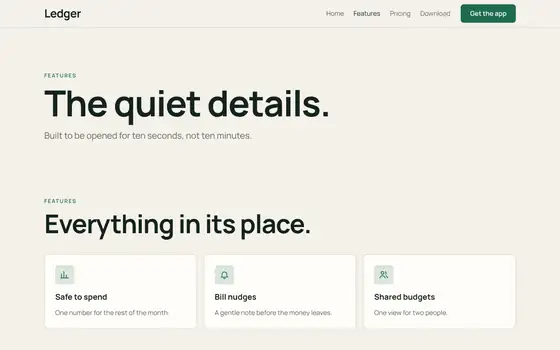 Ledger
Home Features Pricing Download Get the app
FEATURES
The quiet details.
Built to be opened for ten seconds, not ten minutes.
FEATURES
Everything in its place.
Safe to spend
One number for the rest of the month.
Bill nudges
A gentle note before the money leaves.
Shared budgets
One view for two people.